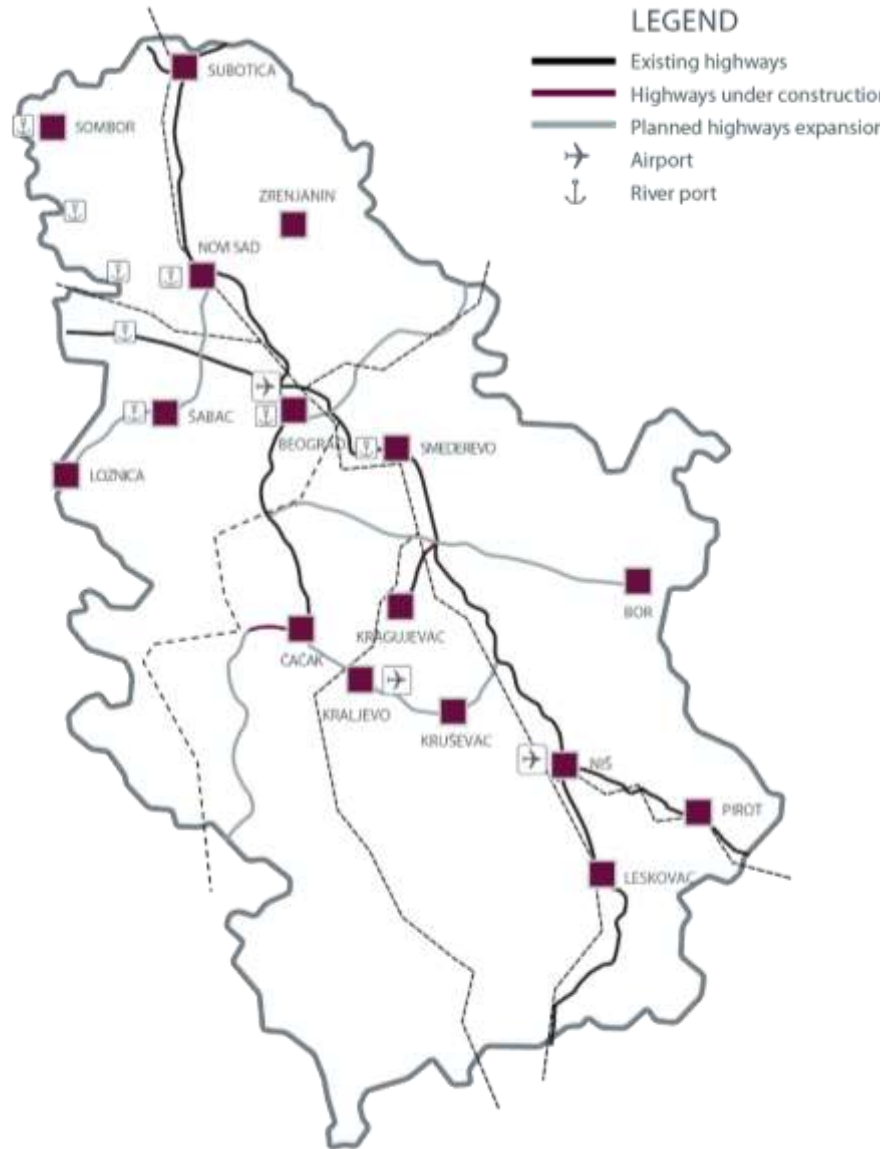 LEGEND
Existing highways
Highways under construction
Planned highways expansion
Airport
River port
SUBOTICA
SOMBOR
ZRENJANIN
NOVI SAD
ŠABAC
BEOGRAD
SMEDEREVO
LOZNICA
BOR
KRAGUJEVAC
ČAČAK
KRALJEVO
KRUŠEVAC
NIŠ
PIROT
LESKOVAC